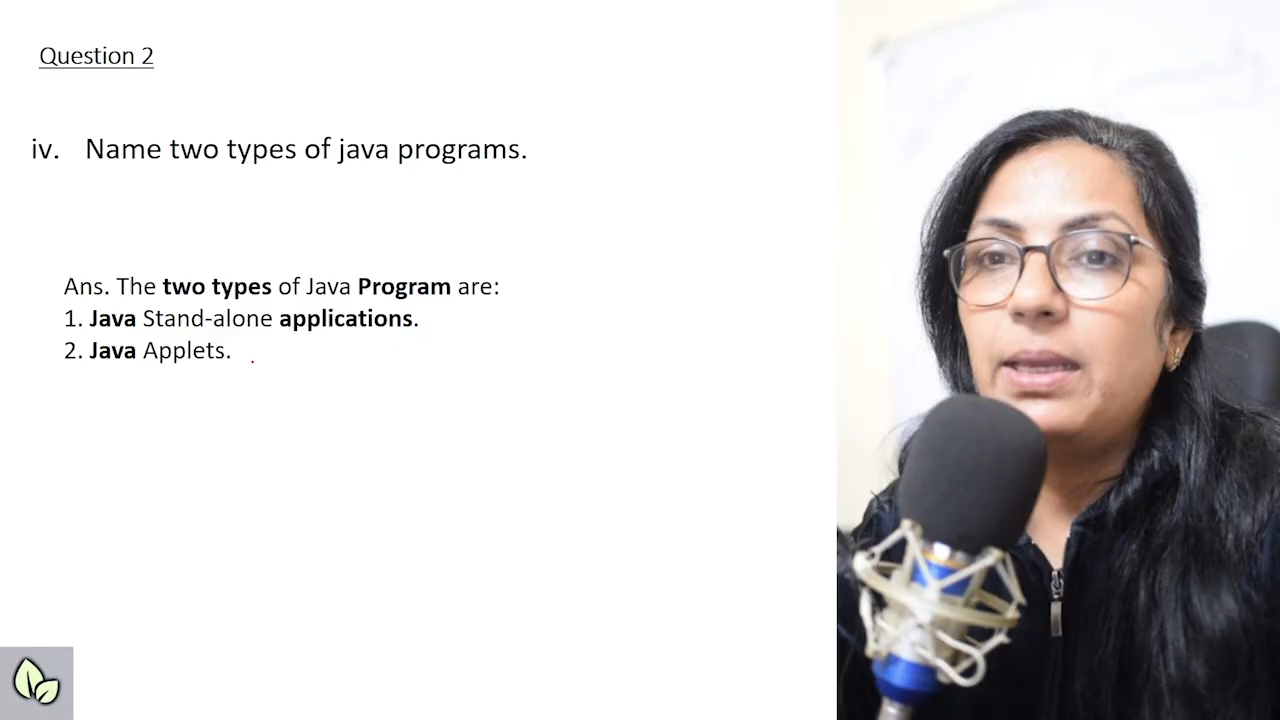 Question 2
iv. Name two types of java programs.
Ans. The two types of Java Program are:
1. Java Stand-alone applications.
2. Java Applets.